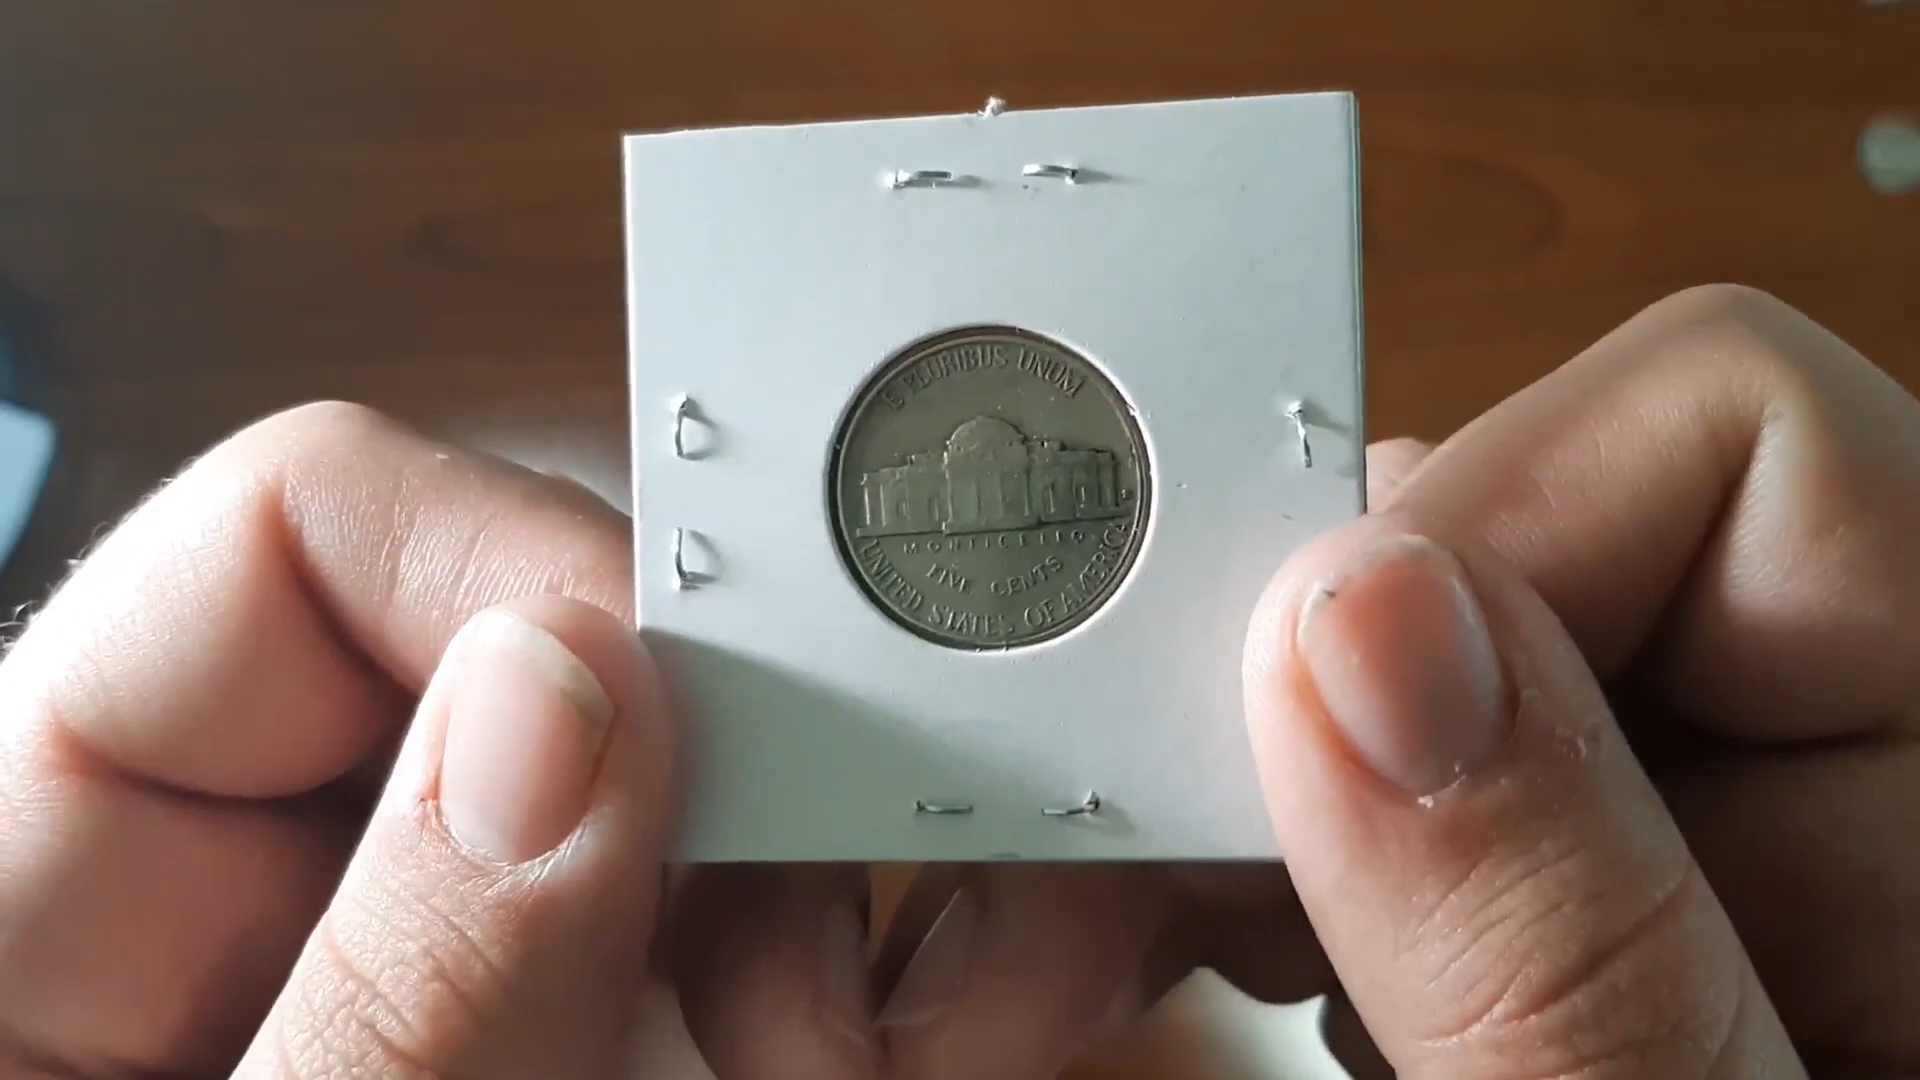 E PLURIBUS UNUM
MONTICELLO
FIVE CENTS
UNITED STATES OF AMERICA